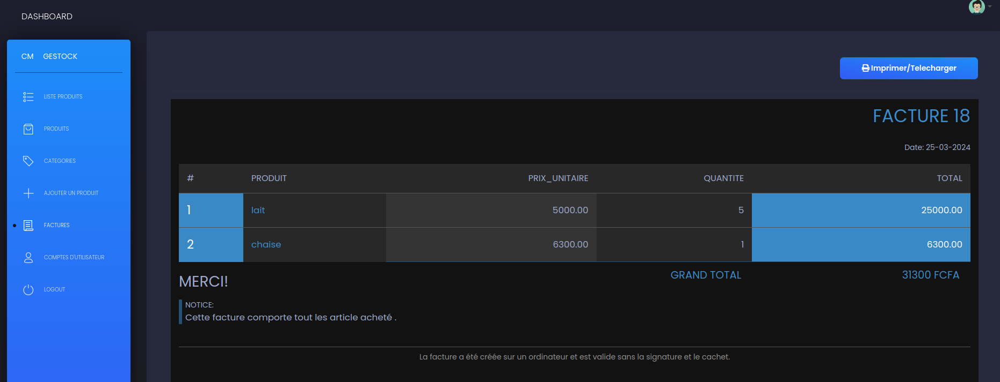 DASHBOARD
CM GESTOCK
LISTE PRODUITS
PRODUITS
CATEGORIES
AJOUTER UN PRODUIT
FACTURES
COMPTES D'UTILISATEUR
LOGOUT
Imprimer/Telecharger
FACTURE 18
Date: 25-03-2024
# PRODUIT PRIX_UNITAIRE QUANTITE TOTAL
1 lait 5000.00 5 25000.00
2 chaise 6300.00 1 6300.00
GRAND TOTAL 31300 FCFA
MERCI!
NOTICE:
Cette facture comporte tout les article acheté .
La facture a été créée sur un ordinateur et est valide sans la signature et le cachet.